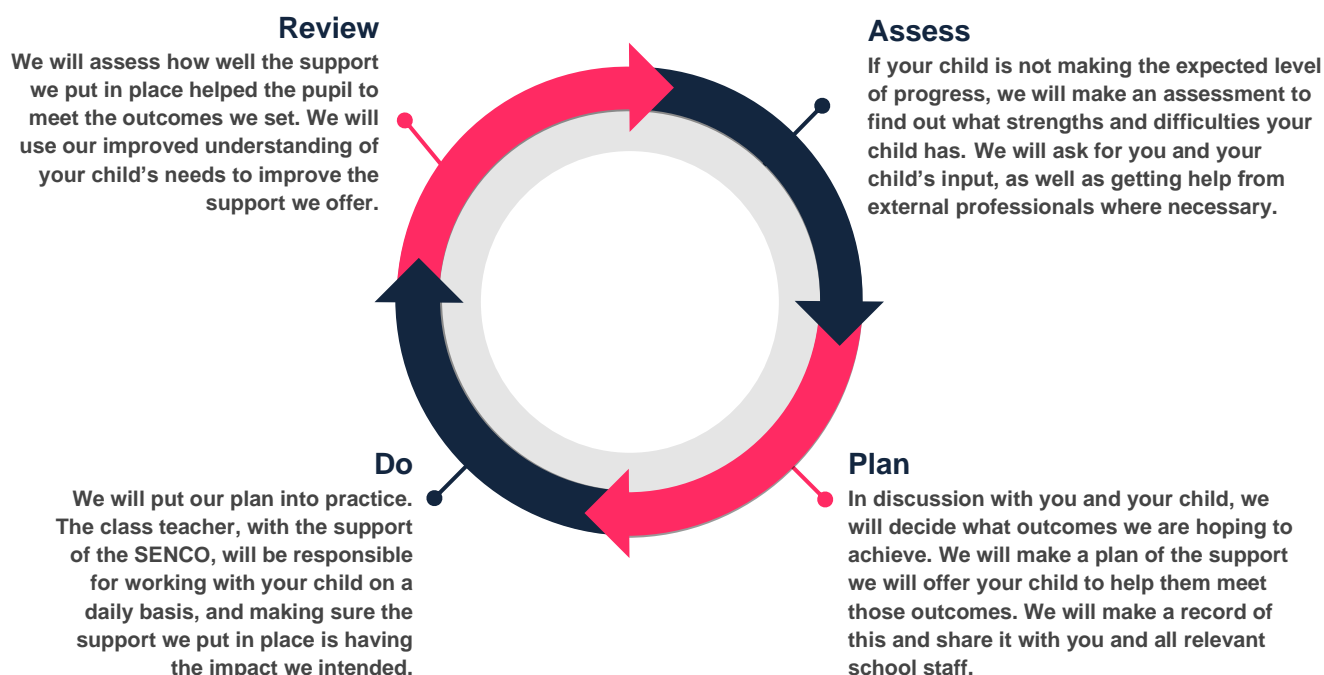 Review
We will assess how well the support
we put in place helped the pupil to
meet the outcomes we set. We will
use our improved understanding of
your child’s needs to improve the
support we offer.
Assess
If your child is not making the expected level
of progress, we will make an assessment to
find out what strengths and difficulties your
child has. We will ask for you and your
child’s input, as well as getting help from
external professionals where necessary.
Do
We will put our plan into practice.
The class teacher, with the support
of the SENCO, will be responsible
for working with your child on a
daily basis, and making sure the
support we put in place is having
the impact we intended.
Plan
In discussion with you and your child, we
will decide what outcomes we are hoping to
achieve. We will make a plan of the support
we will offer your child to help them meet
those outcomes. We will make a record of
this and share it with you and all relevant
school staff.